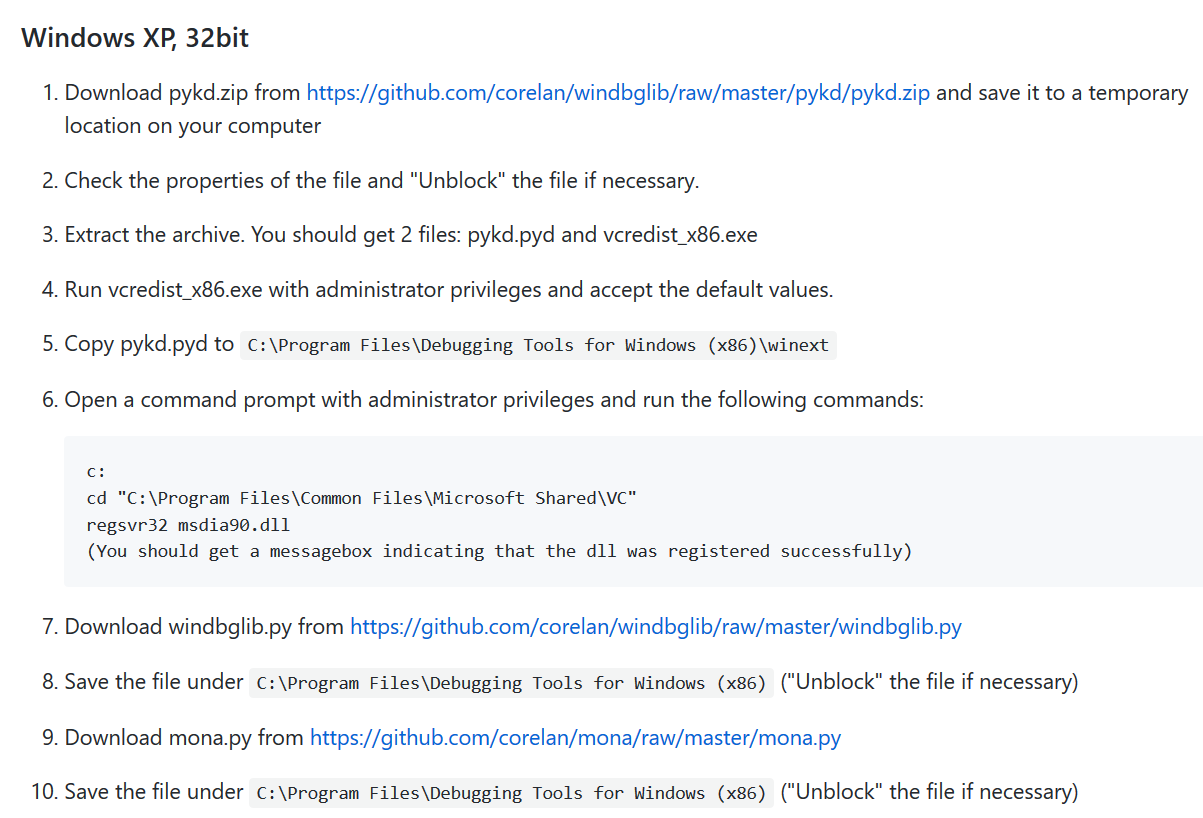 Windows XP, 32bit
1. Download pykd.zip from https://github.com/corelan/windbglib/raw/master/pykd/pykd.zip and save it to a temporary
location on your computer
2. Check the properties of the file and "Unblock" the file if necessary.
3. Extract the archive. You should get 2 files: pykd.pyd and vcredist_x86.exe
4. Run vcredist_x86.exe with administrator privileges and accept the default values.
5. Copy pykd.pyd to C:\Program Files\Debugging Tools for Windows (x86)\winext
6. Open a command prompt with administrator privileges and run the following commands:
c:
cd "C:\Program Files\Common Files\Microsoft Shared\VC"
regsvr32 msdia90.dll
(You should get a messagebox indicating that the dll was registered successfully)
7. Download windbglib.py from https://github.com/corelan/windbglib/raw/master/windbglib.py
8. Save the file under C:\Program Files\Debugging Tools for Windows (x86) ("Unblock" the file if necessary)
9. Download mona.py from https://github.com/corelan/mona/raw/master/mona.py
10. Save the file under C:\Program Files\Debugging Tools for Windows (x86) ("Unblock" the file if necessary)